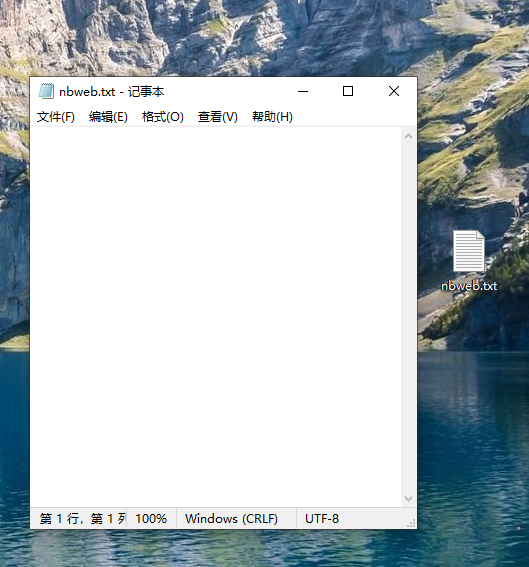 nbweb.txt - 记事本
文件(F) 编辑(E) 格式(O) 查看(V) 帮助(H)
nbweb.txt
第 1 行，第 1 列 100% Windows (CRLF) UTF-8